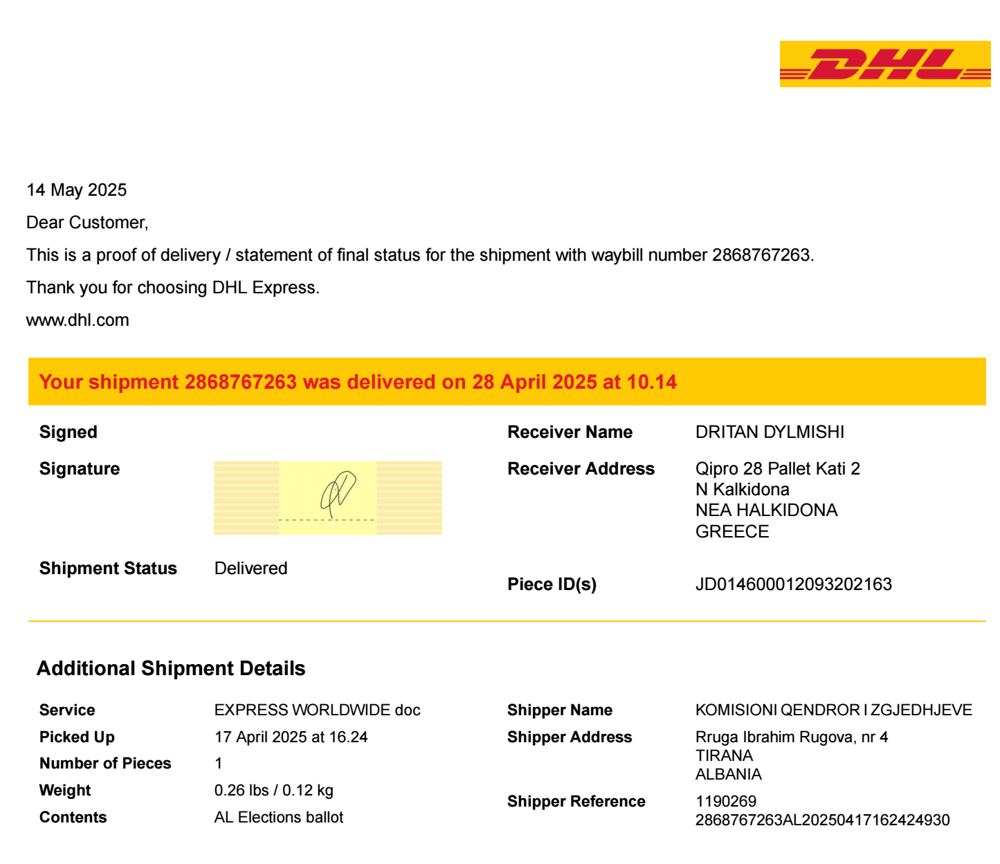 DHL
14 May 2025
Dear Customer,
This is a proof of delivery / statement of final status for the shipment with waybill number 2868767263.
Thank you for choosing DHL Express.
www.dhl.com
Your shipment 2868767263 was delivered on 28 April 2025 at 10.14
Signed
Signature
Shipment Status Delivered
Receiver Name DRITAN DYLMISHI
Receiver Address Qipro 28 Pallet Kati 2
N Kalkidona
NEA HALKIDONA
GREECE
Piece ID(s) JD014600012093202163
Additional Shipment Details
Service EXPRESS WORLDWIDE doc
Picked Up 17 April 2025 at 16.24
Number of Pieces 1
Weight 0.26 lbs / 0.12 kg
Contents AL Elections ballot
Shipper Name KOMISIONI QENDROR I ZGJEDHJEVE
Shipper Address Rruga Ibrahim Rugova, nr 4
TIRANA
ALBANIA
Shipper Reference 1190269
2868767263AL20250417162424930